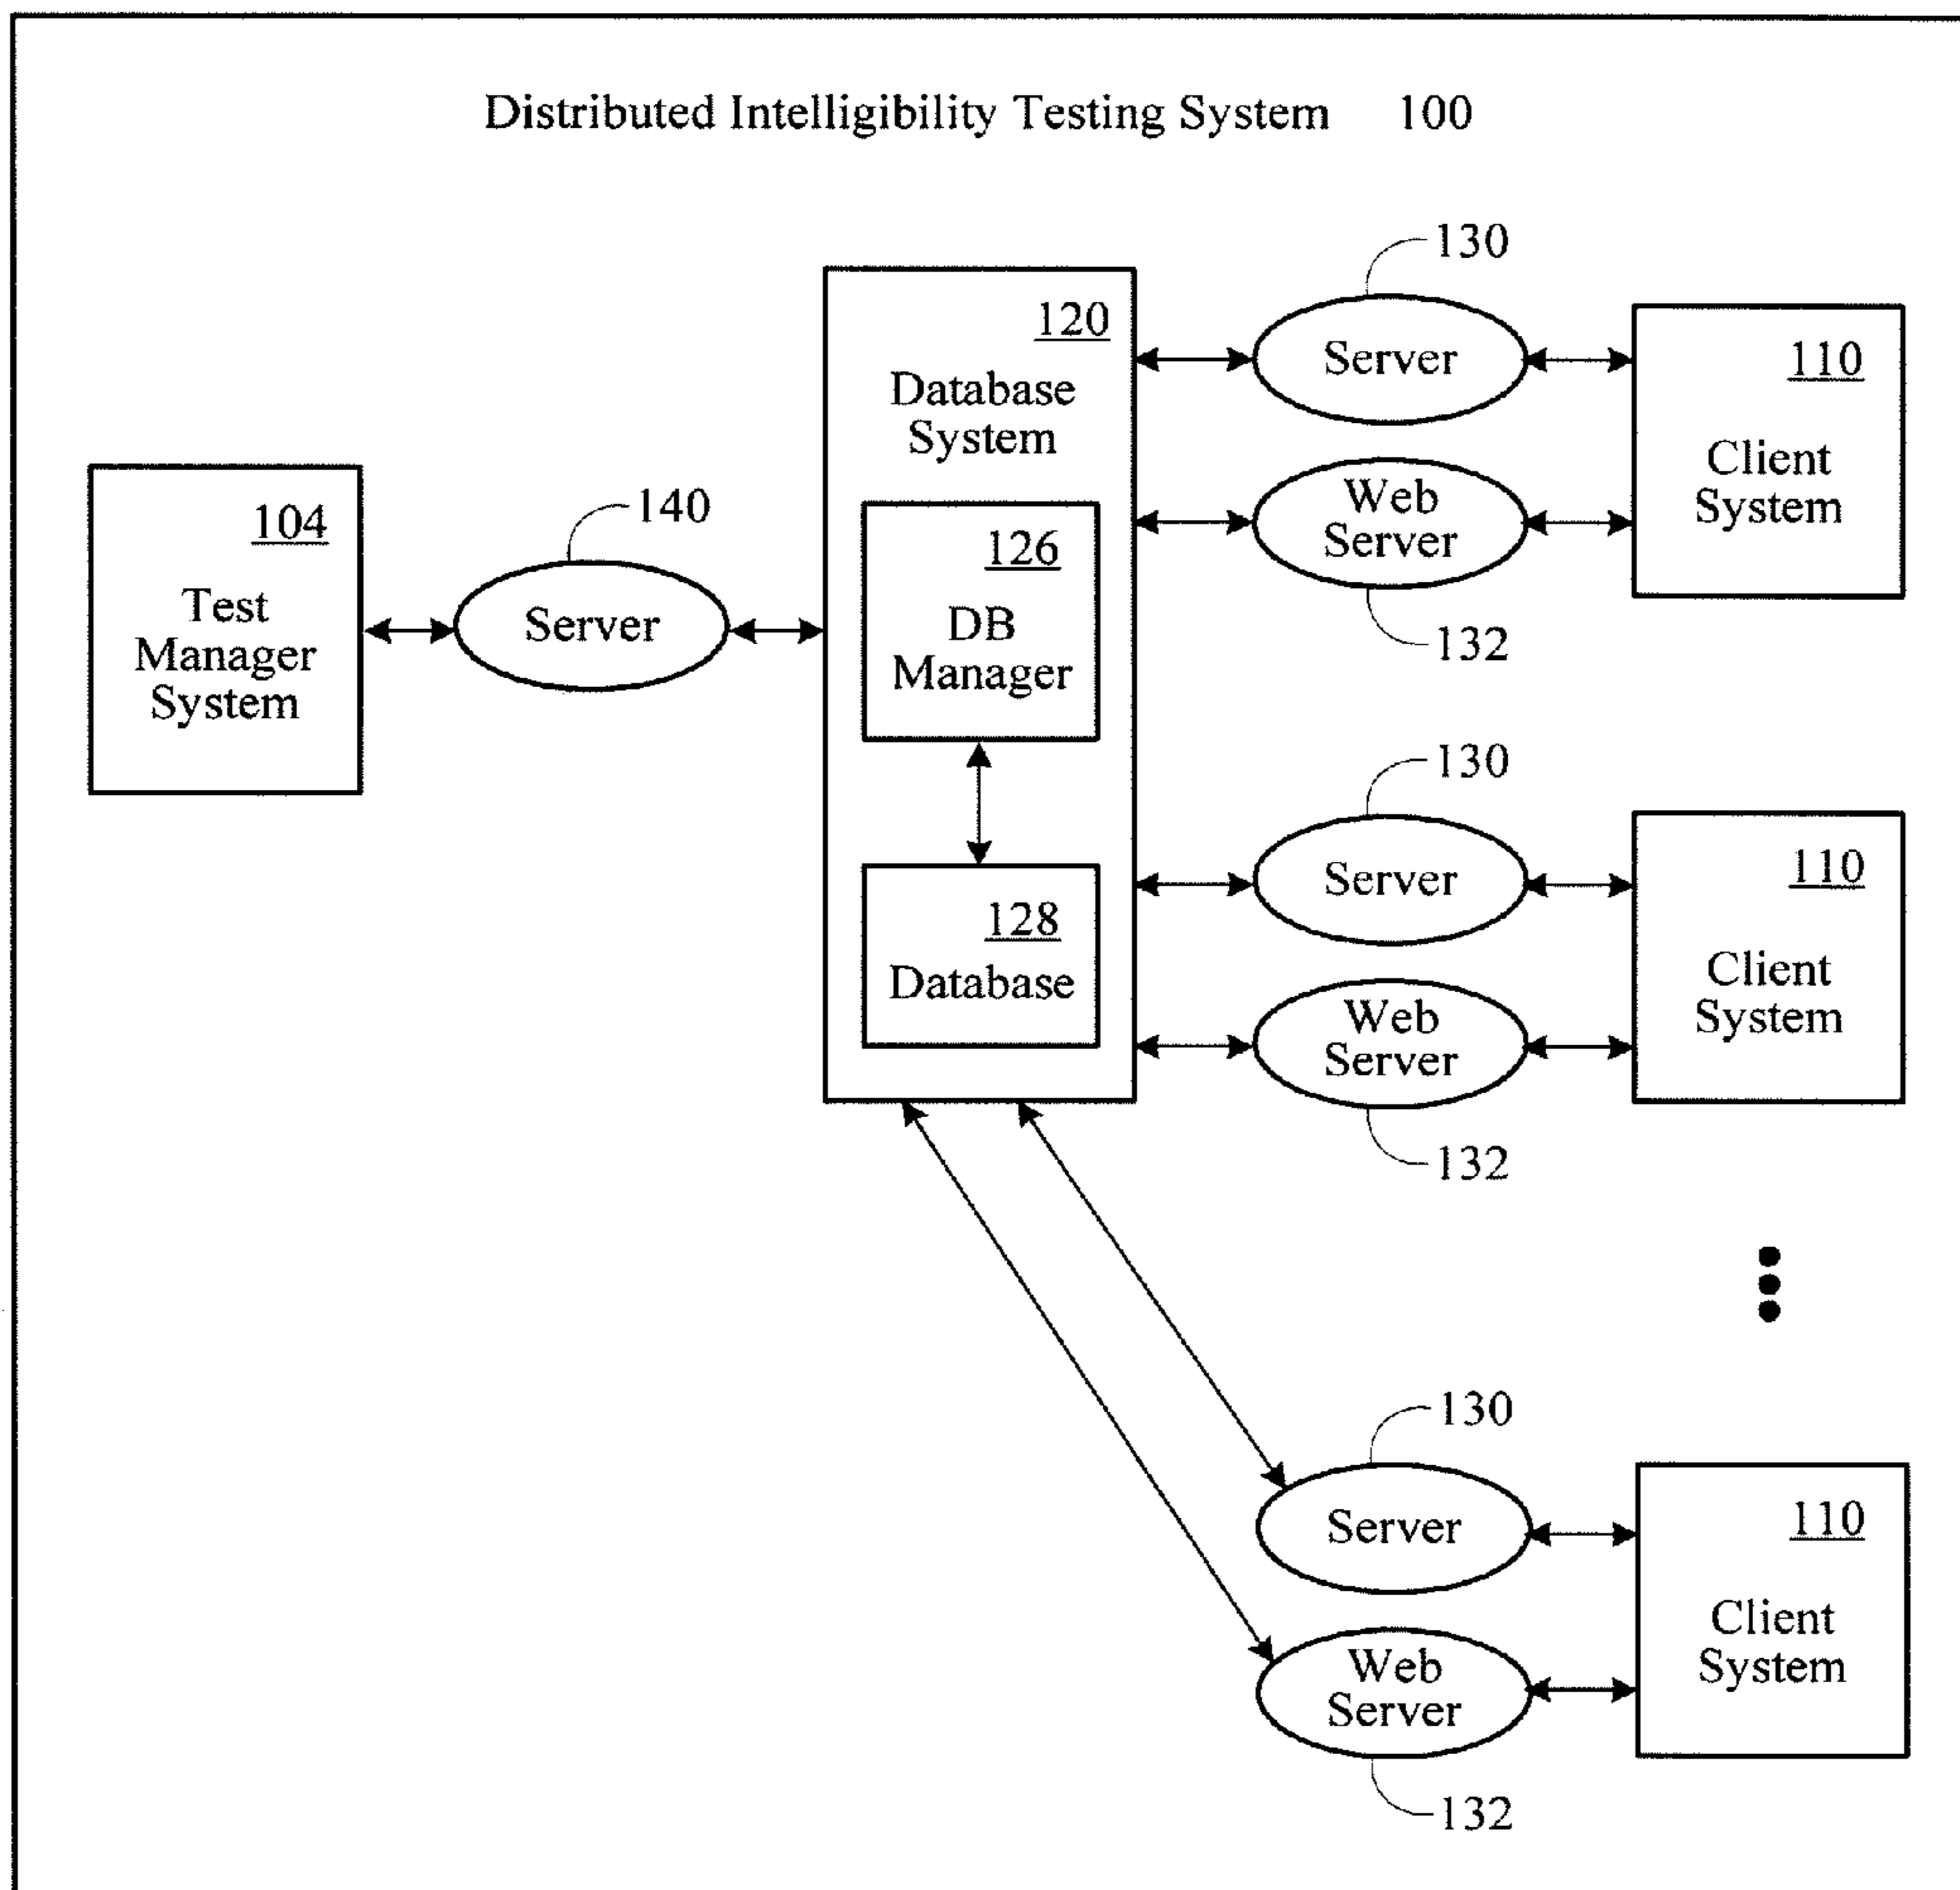 Distributed Intelligibility Testing System 100
104
Test
Manager
System
140
Server
120
Database
System
126
DB
Manager
128
Database
130
Server
Web
Server
132
110
Client
System
130
Server
Web
Server
132
110
Client
System
130
Server
Web
Server
132
110
Client
System